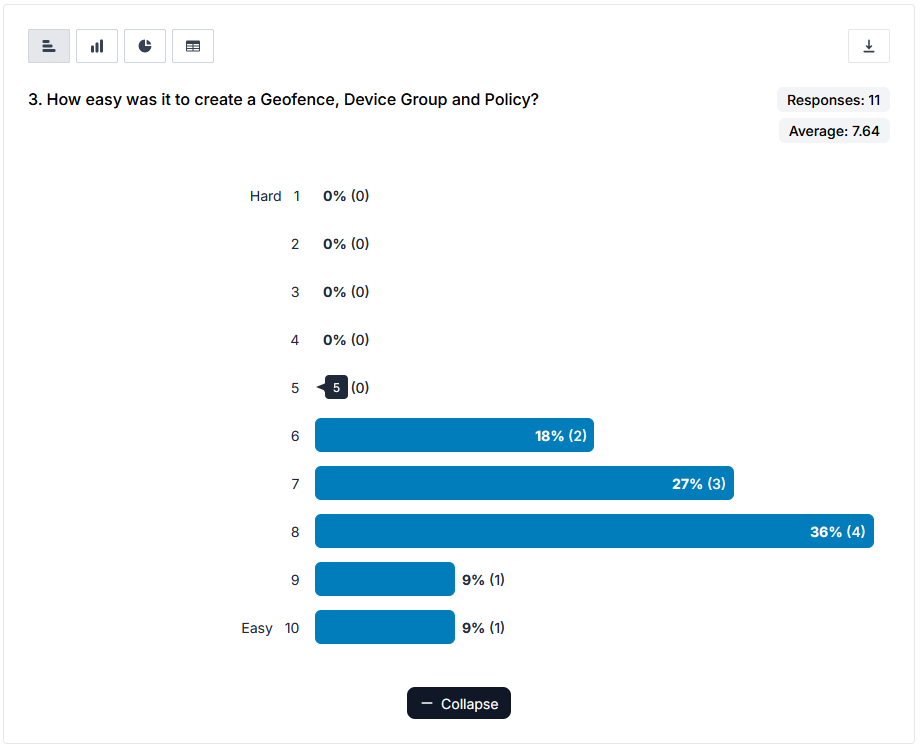 3. How easy was it to create a Geofence, Device Group and Policy?
Responses: 11
Average: 7.64
Hard 1 0% (0)
2 0% (0)
3 0% (0)
4 0% (0)
5 5 (0)
6 18% (2)
7 27% (3)
8 36% (4)
9 9% (1)
Easy 10 9% (1)
Collapse